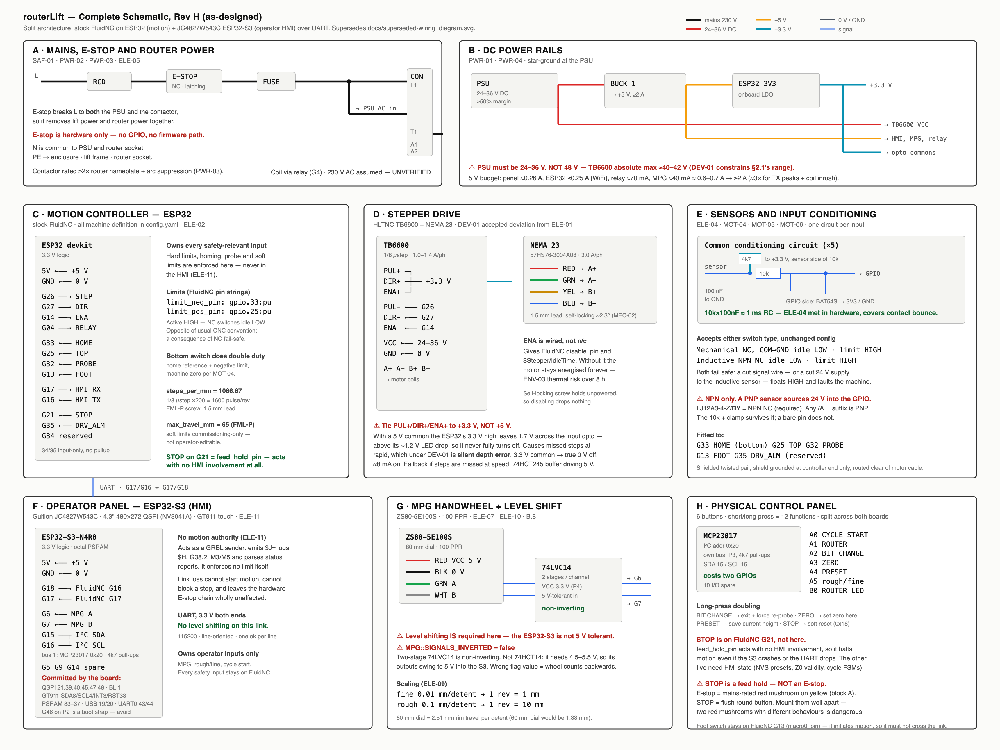 routerLift — Complete Schematic, Rev H (as-designed)
Split architecture: stock FluidNC on ESP32 (motion) + JC4827W543C ESP32-S3 (operator HMI) over UART. Supersedes docs/superseded-wiring_diagram.svg.
mains 230 V
+5 V
0 V / GND
24–36 V DC
+3.3 V
signal
A · MAINS, E-STOP AND ROUTER POWER
SAF-01 · PWR-02 · PWR-03 · ELE-05
L
RCD
E-STOP
NC · latching
FUSE
CON
L1
→ PSU AC in
T1
A1
A2
E-stop breaks L to both the PSU and the contactor,
so it removes lift power and router power together.
E-stop is hardware only — no GPIO, no firmware path.
N is common to PSU and router socket.
PE → enclosure · lift frame · router socket.
Contactor rated ≥2× router nameplate + arc suppression (PWR-03).
Coil via relay (G4) · 230 V AC assumed — UNVERIFIED
B · DC POWER RAILS
PWR-01 · PWR-04 · star-ground at the PSU
PSU
24–36 V DC
≥50% margin
BUCK 1
→ +5 V, ≥2 A
ESP32 3V3
onboard LDO
+3.3 V
→ TB6600 VCC
→ HMI, MPG, relay
→ opto commons
⚠ PSU must be 24–36 V. NOT 48 V — TB6600 absolute max ≈40–42 V (DEV-01 constrains §2.1's range).
5 V budget: panel ≈0.26 A, ESP32 ≤0.25 A (WiFi), relay ≈70 mA, MPG ≈40 mA ≈ 0.6–0.7 A → ≥2 A (≈3× for TX peaks + coil inrush).
C · MOTION CONTROLLER — ESP32
stock FluidNC · all machine definition in config.yaml · ELE-02
ESP32 devkit
3.3 V logic
5V ←── +5 V
GND ←── 0 V
G26 ──→ STEP
G27 ──→ DIR
G14 ──→ ENA
G04 ──→ RELAY
G33 ←── HOME
G25 ←── TOP
G32 ←── PROBE
G13 ←── FOOT
G17 ──→ HMI RX
G16 ←── HMI TX
G21 ←── STOP
G35 ←── DRV_ALM
G34 reserved
34/35 input-only, no pullup
Owns every safety-relevant input
Hard limits, homing, probe and soft
limits are enforced here — never in
the HMI (ELE-11).
Limits (FluidNC pin strings)
limit_neg_pin: gpio.33:pu
limit_pos_pin: gpio.25:pu
Active HIGH — NC switches idle LOW.
Opposite of usual CNC convention;
a consequence of NC fail-safe.
Bottom switch does double duty
home reference + negative limit,
machine zero per MOT-04.
steps_per_mm = 1066.67
1/8 µstep ×200 = 1600 pulse/rev
FML-P screw, 1.5 mm lead.
max_travel_mm = 65 (FML-P)
soft limits commissioning-only —
not operator-editable.
STOP on G21 = feed_hold_pin — acts
with no HMI involvement at all.
D · STEPPER DRIVE
HLTNC TB6600 + NEMA 23 · DEV-01 accepted deviation from ELE-01
TB6600
1/8 µstep · 1.0–1.4 A/ph
PUL+ ─┐
DIR+ ─┼── +3.3 V
ENA+ ─┘
PUL− ←── G26
DIR− ←── G27
ENA− ←── G14
VCC ←── 24–36 V
GND ←── 0 V
A+ A− B+ B−
→ motor coils
NEMA 23
57HS76-3004A08 · 3.0 A/ph
RED → A+
GRN → A−
YEL → B+
BLU → B−
1.5 mm lead, self-locking ~2.3° (MEC-02)
ENA is wired, not n/c
Gives FluidNC disable_pin and
$Stepper/IdleTime. Without it the
motor stays energised forever —
ENV-03 thermal risk over 8 h.
Self-locking screw holds unpowered,
so disabling drops nothing.
⚠ Tie PUL+/DIR+/ENA+ to +3.3 V, NOT +5 V.
With a 5 V common the ESP32's 3.3 V high leaves 1.7 V across the input opto —
above its ~1.2 V LED drop, so it never fully turns off. Causes missed steps at
rapid, which under DEV-01 is silent depth error. 3.3 V common → true 0 V off,
≈8 mA on. Fallback if steps are missed at speed: 74HCT245 buffer driving 5 V.
E · SENSORS AND INPUT CONDITIONING
ELE-04 · MOT-04 · MOT-05 · MOT-06 · one circuit per input
Common conditioning circuit (×5)
4k7
to +3.3 V, sensor side of 10k
sensor
10k
→ GPIO
100 nF
to GND
GPIO side: BAT54S → 3V3 / GND
10k×100nF ≈ 1 ms RC — ELE-04 met in hardware, covers contact bounce.
Accepts either switch type, unchanged config
Mechanical NC, COM→GND idle LOW · limit HIGH
Inductive NPN NC idle LOW · limit HIGH
Both fail safe: a cut signal wire — or a cut 24 V supply
to the inductive sensor — floats HIGH and faults the machine.
⚠ NPN only. A PNP sensor sources 24 V into the GPIO.
LJ12A3-4-Z/BY = NPN NC (required). Any /A… suffix is PNP.
The 10k + clamp survives it; a bare pin does not.
Fitted to:
G33 HOME (bottom) G25 TOP G32 PROBE
G13 FOOT G35 DRV_ALM (reserved)
Shielded twisted pair, shield grounded at controller end only, routed clear of motor cable.
UART · G17/G16 ↔ G17/G18
F · OPERATOR PANEL — ESP32-S3 (HMI)
Guition JC4827W543C · 4.3" 480×272 QSPI (NV3041A) · GT911 touch · ELE-11
ESP32-S3-N4R8
3.3 V logic · octal PSRAM
5V ←── +5 V
GND ←── 0 V
G18 ──→ FluidNC G16
G17 ←── FluidNC G17
G6 ←── MPG A
G7 ←── MPG B
G15 ──┬ I²C SDA
G16 ──┴ I²C SCL
bus 1: MCP23017 0x20 · 4k7 pull-ups
G5 G9 G14 spare
Committed by the board:
QSPI 21,39,40,45,47,48 · BL 1
GT911 SDA8/SCL4/INT3/RST38
PSRAM 33–37 · USB 19/20 · UART0 43/44
G46 on P2 is a boot strap — avoid
No motion authority (ELE-11)
Acts as a GRBL sender: emits $J= jogs,
$H, G38.2, M3/M5 and parses status
reports. It enforces no limit itself.
Link loss cannot start motion, cannot
block a stop, and leaves the hardware
E-stop chain wholly unaffected.
UART, 3.3 V both ends
No level shifting on this link.
115200 · line-oriented · one ok per line
Owns operator inputs only
MPG, rough/fine, cycle start.
Every safety input stays on FluidNC.
G · MPG HANDWHEEL + LEVEL SHIFT
ZS80-5E100S · 100 PPR · ELE-07 · ELE-10 · B.8
ZS80-5E100S
80 mm dial · 100 PPR
RED VCC 5 V
BLK 0 V
GRN A
WHT B
74LVC14
2 stages / channel
VCC 3.3 V (P4)
5 V-tolerant in
non-inverting
→ G6
→ G7
⚠ Level shifting IS required here — the ESP32-S3 is not 5 V tolerant.
⚠ MPG::SIGNALS_INVERTED = false
Two-stage 74LVC14 is non-inverting. Not 74HCT14: it needs 4.5–5.5 V, so its
outputs swing to 5 V into the S3. Wrong flag value = wheel counts backwards.
Scaling (ELE-09)
fine 0.01 mm/detent → 1 rev = 1 mm
rough 0.1 mm/detent → 1 rev = 10 mm
80 mm dial = 2.51 mm rim travel per detent (60 mm dial would be 1.88 mm).
H · PHYSICAL CONTROL PANEL
6 buttons · short/long press = 12 functions · split across both boards
MCP23017
I²C addr 0x20
own bus, P3, 4k7 pull-ups
SDA 15 / SCL 16
costs two GPIOs
10 I/O spare
A0 CYCLE START
A1 ROUTER
A2 BIT CHANGE
A3 ZERO
A4 PRESET
A5 rough/fine
B0 ROUTER LED
Long-press doubling
BIT CHANGE → exit + force re-probe · ZERO → set zero here
PRESET → save current height · STOP → soft reset (0x18)
STOP is on FluidNC G21, not here.
feed_hold_pin acts with no HMI involvement, so it halts
motion even if the S3 crashes or the UART drops. The other
five need HMI state (NVS presets, Z0 validity, cycle FSMs).
⚠ STOP is a feed hold — NOT an E-stop.
E-stop = mains-rated red mushroom on yellow (block A).
STOP = flush round button. Mount them well apart —
two red mushrooms with different behaviours is dangerous.
Foot switch stays on FluidNC G13 (macro0_pin) — it initiates motion, so it must not cross the link.